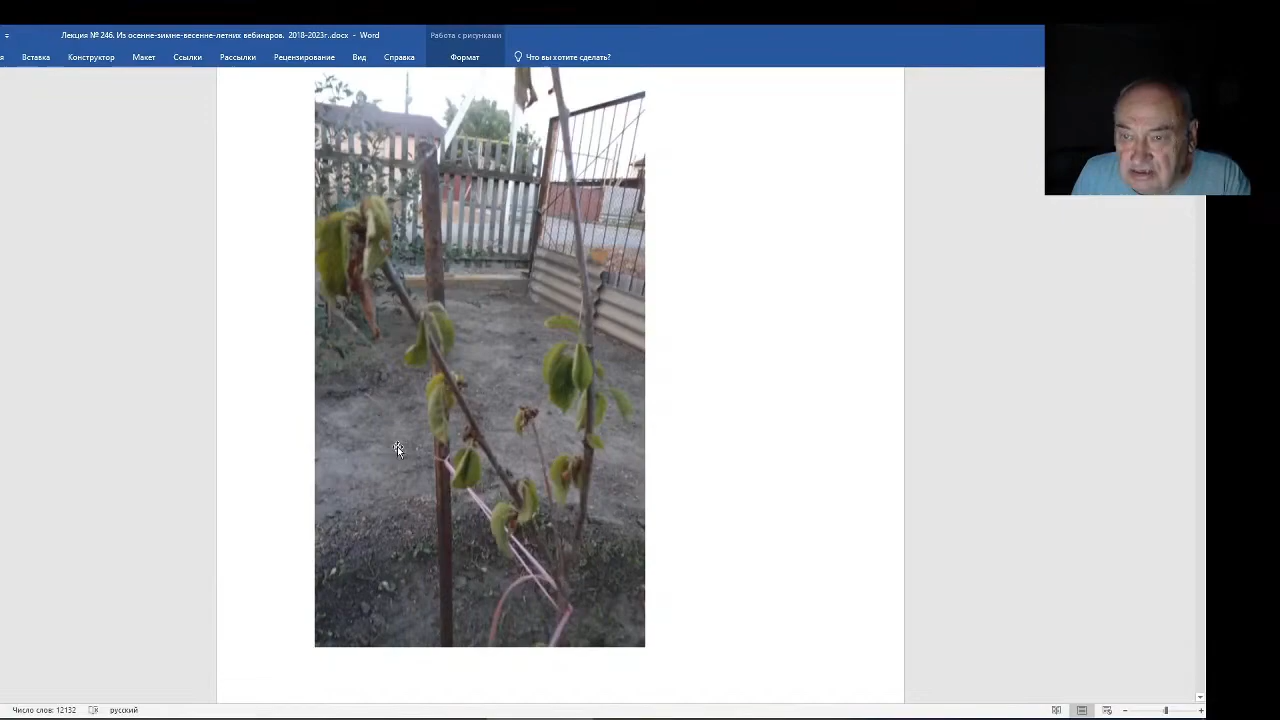 Лекция № 246. Из осенне-зимне-весенне-летних вебинаров. 2018-2023г..docx - Word
Работа с рисунками
Вставка Конструктор Макет Ссылки Рассылки Рецензирование Вид Справка Формат Что вы хотите сделать?
Число слов: 12132 русский